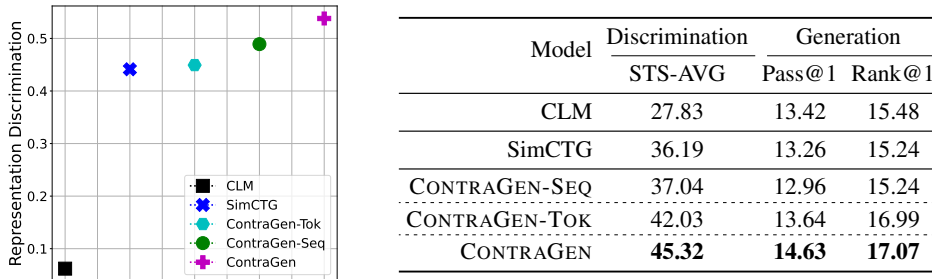 Representation Discrimination
0.5
0.4
0.3
0.2
0.1
CLM
SimCTG
ContraGen-Tok
ContraGen-Seq
ContraGen
Model Discrimination Generation
STS-AVG Pass@1 Rank@1
CLM 27.83 13.42 15.48
SimCTG 36.19 13.26 15.24
CONTRAGEN-SEQ 37.04 12.96 15.24
CONTRAGEN-TOK 42.03 13.64 16.99
CONTRAGEN 45.32 14.63 17.07